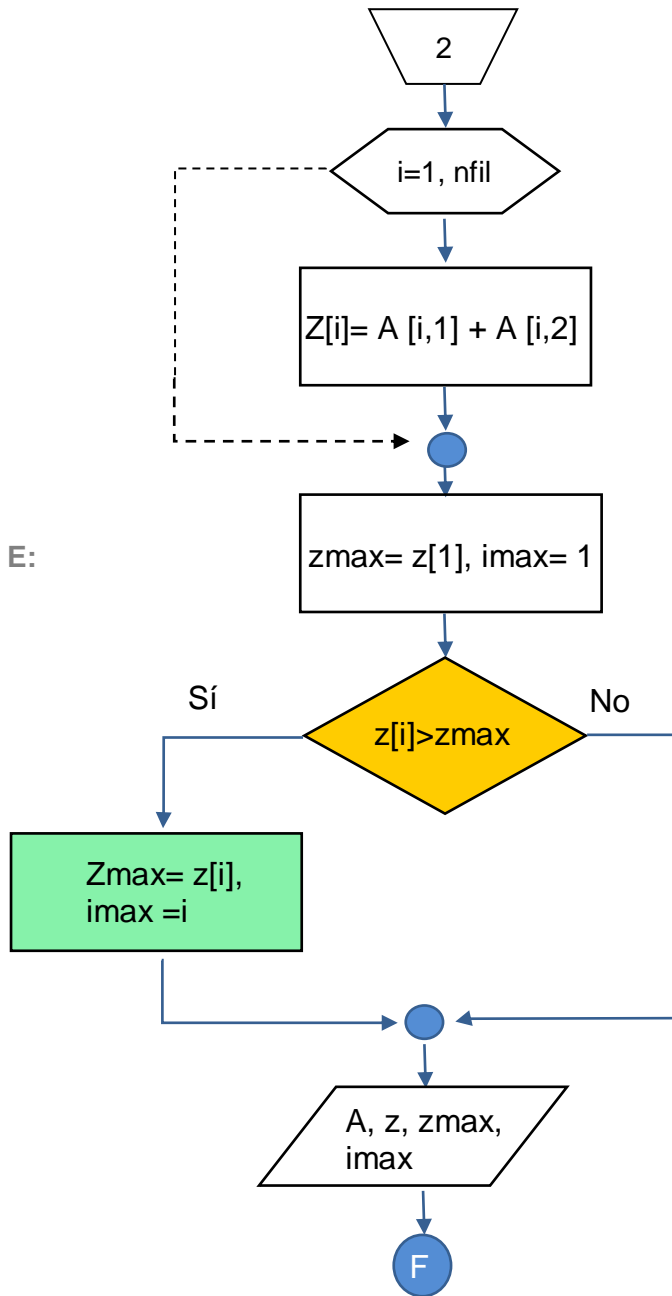 2
i=1, nfil
Z[i]= A [i,1] + A [i,2]
E:
zmax= z[1], imax= 1
Sí
No
z[i]>zmax
Zmax= z[i],
imax =i
A, z, zmax,
imax
F